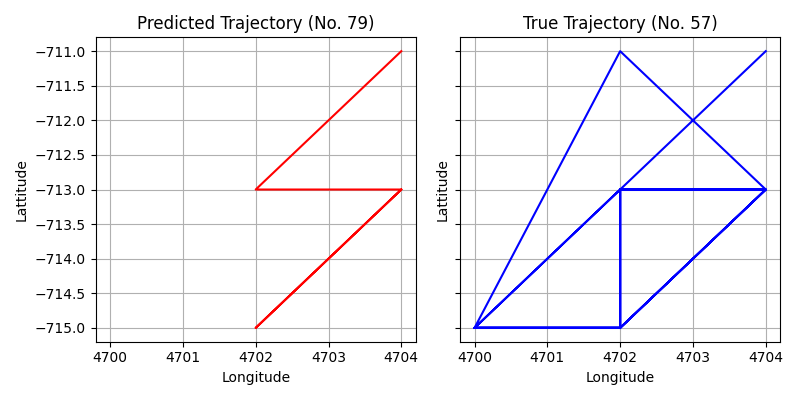 Predicted Trajectory (No. 79)
True Trajectory (No. 57)
−711.0
−711.5
−712.0
−712.5
−713.0
−713.5
−714.0
−714.5
−715.0
Lattitude
Lattitude
4700 4701 4702 4703 4704
4700 4701 4702 4703 4704
Longitude
Longitude